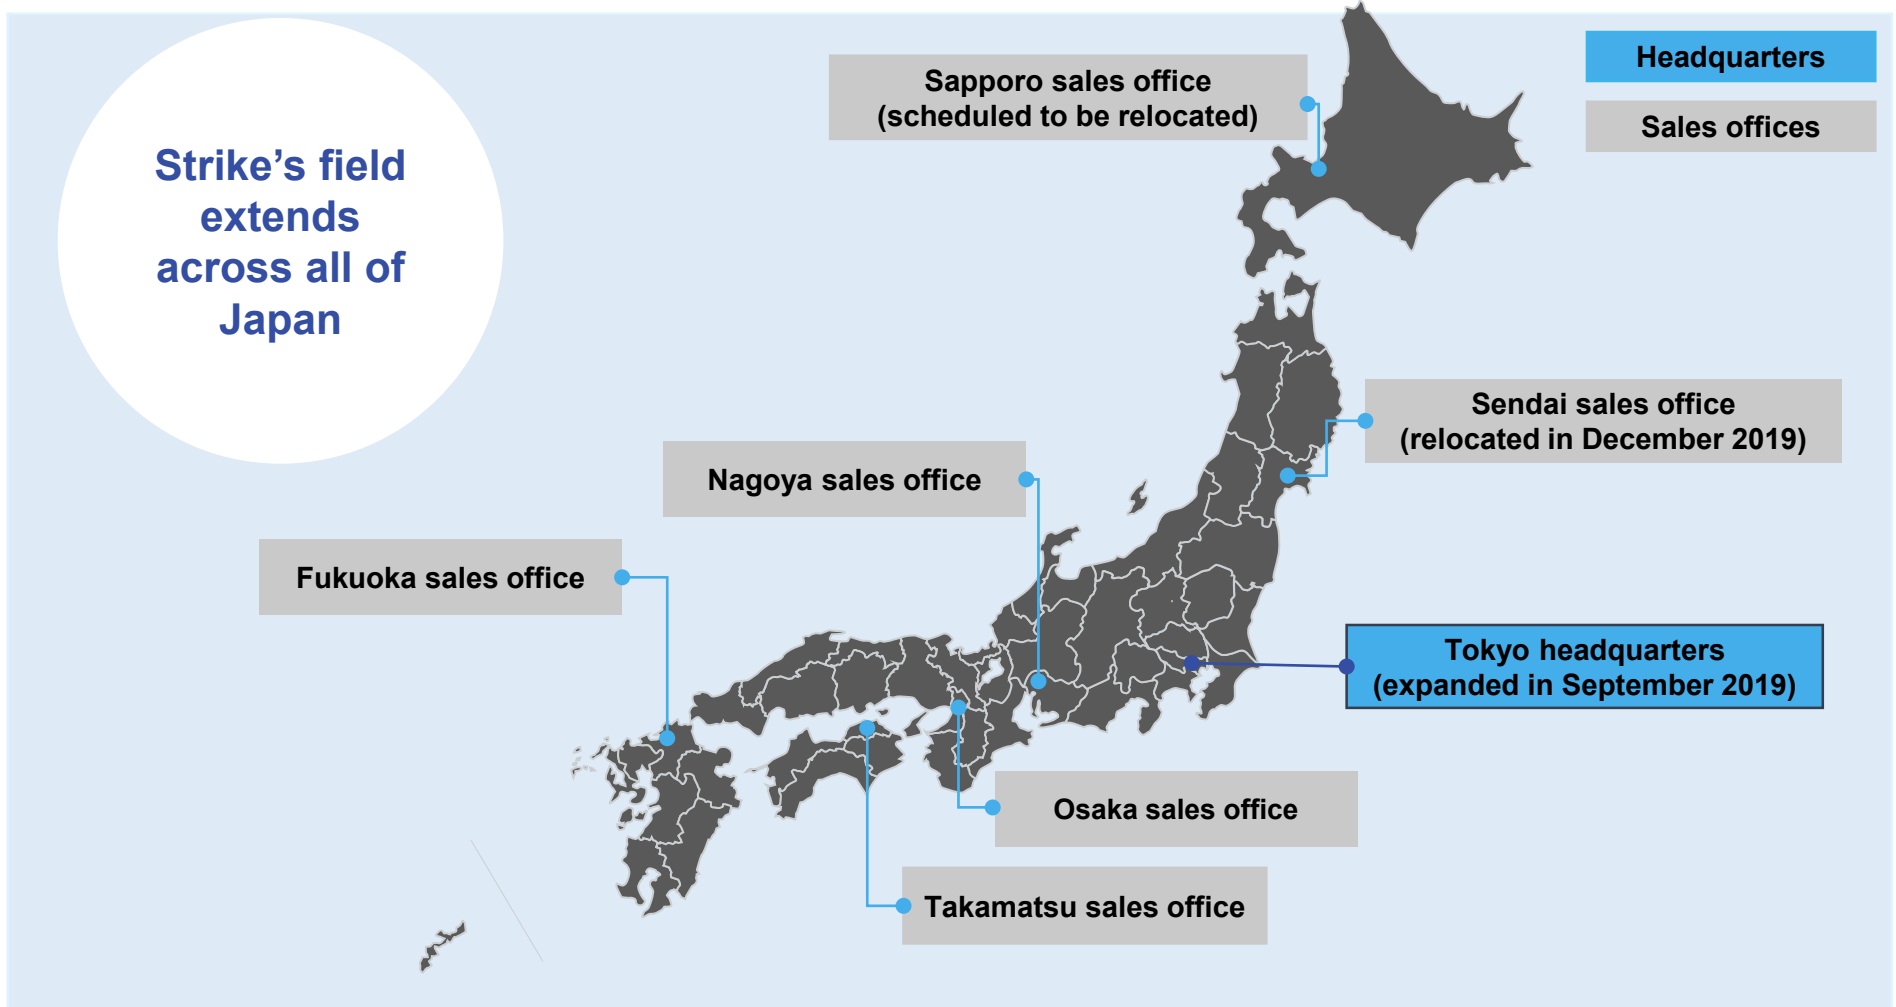 Strike’s field
extends
across all of
Japan
Headquarters
Sales offices
Sapporo sales office
(scheduled to be relocated)
Sendai sales office
(relocated in December 2019)
Nagoya sales office
Fukuoka sales office
Tokyo headquarters
(expanded in September 2019)
Osaka sales office
Takamatsu sales office